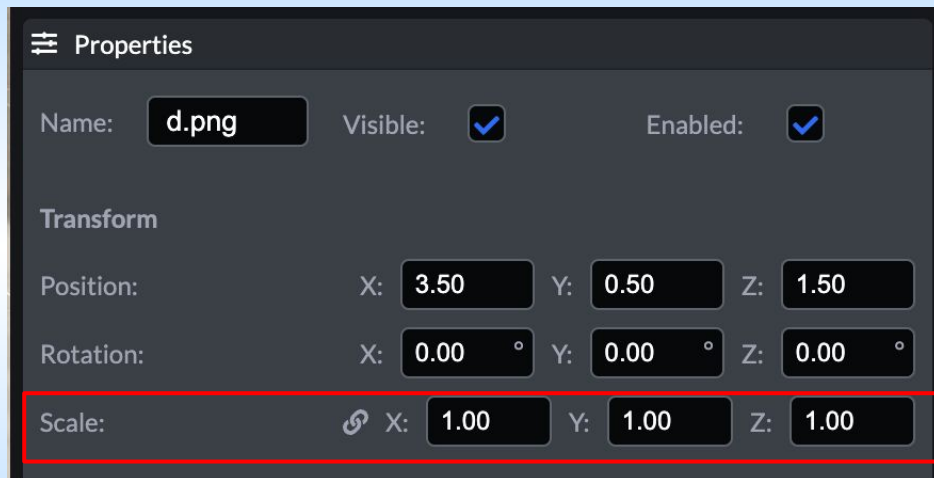 Properties
Name: d.png Visible: Enabled:
Transform
Position: X: 3.50 Y: 0.50 Z: 1.50
Rotation: X: 0.00 ° Y: 0.00 ° Z: 0.00 °
Scale: X: 1.00 Y: 1.00 Z: 1.00